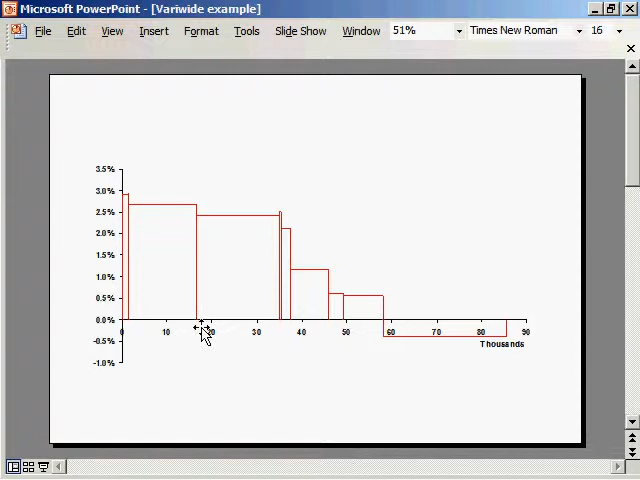 Microsoft PowerPoint - [Variwide example]
File Edit View Insert Format Tools Slide Show Window 51% Times New Roman 16
3.5%
3.0%
2.5%
2.0%
1.5%
1.0%
0.5%
0.0%
0 10 20 30 40 50 60 70 80 90
-0.5%
Thousands
-1.0%